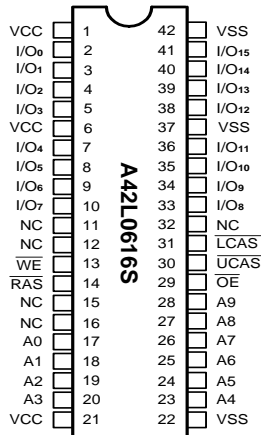 VCC 1 42 VSS
I/O0 2 41 I/O15
I/O1 3 40 I/O14
I/O2 4 39 I/O13
I/O3 5 38 I/O12
VCC 6 37 VSS
I/O4 7 36 I/O11
I/O5 8 35 I/O10
I/O6 9 34 I/O9
I/O7 10 33 I/O8
NC 11 32 NC
NC 12 31 LCAS
WE 13 30 UCAS
RAS 14 29 OE
NC 15 28 A9
NC 16 27 A8
A0 17 26 A7
A1 18 25 A6
A2 19 24 A5
A3 20 23 A4
VCC 21 22 VSS
A42L0616S